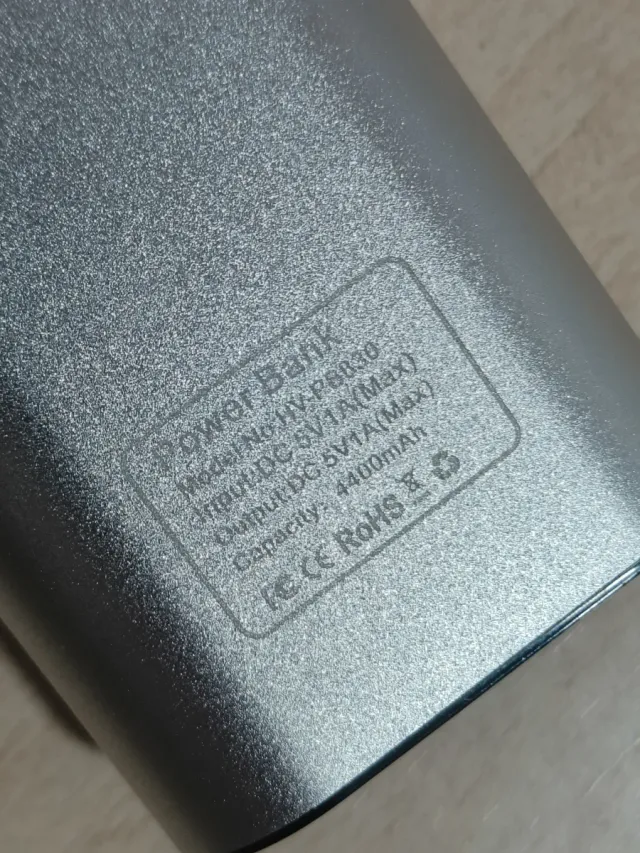 Power Bank
Model No:HV-PB830
Input:DC 5V1A(Max)
Output:DC 5V1A(Max)
Capacity: 4400mAh
FC CE RoHS